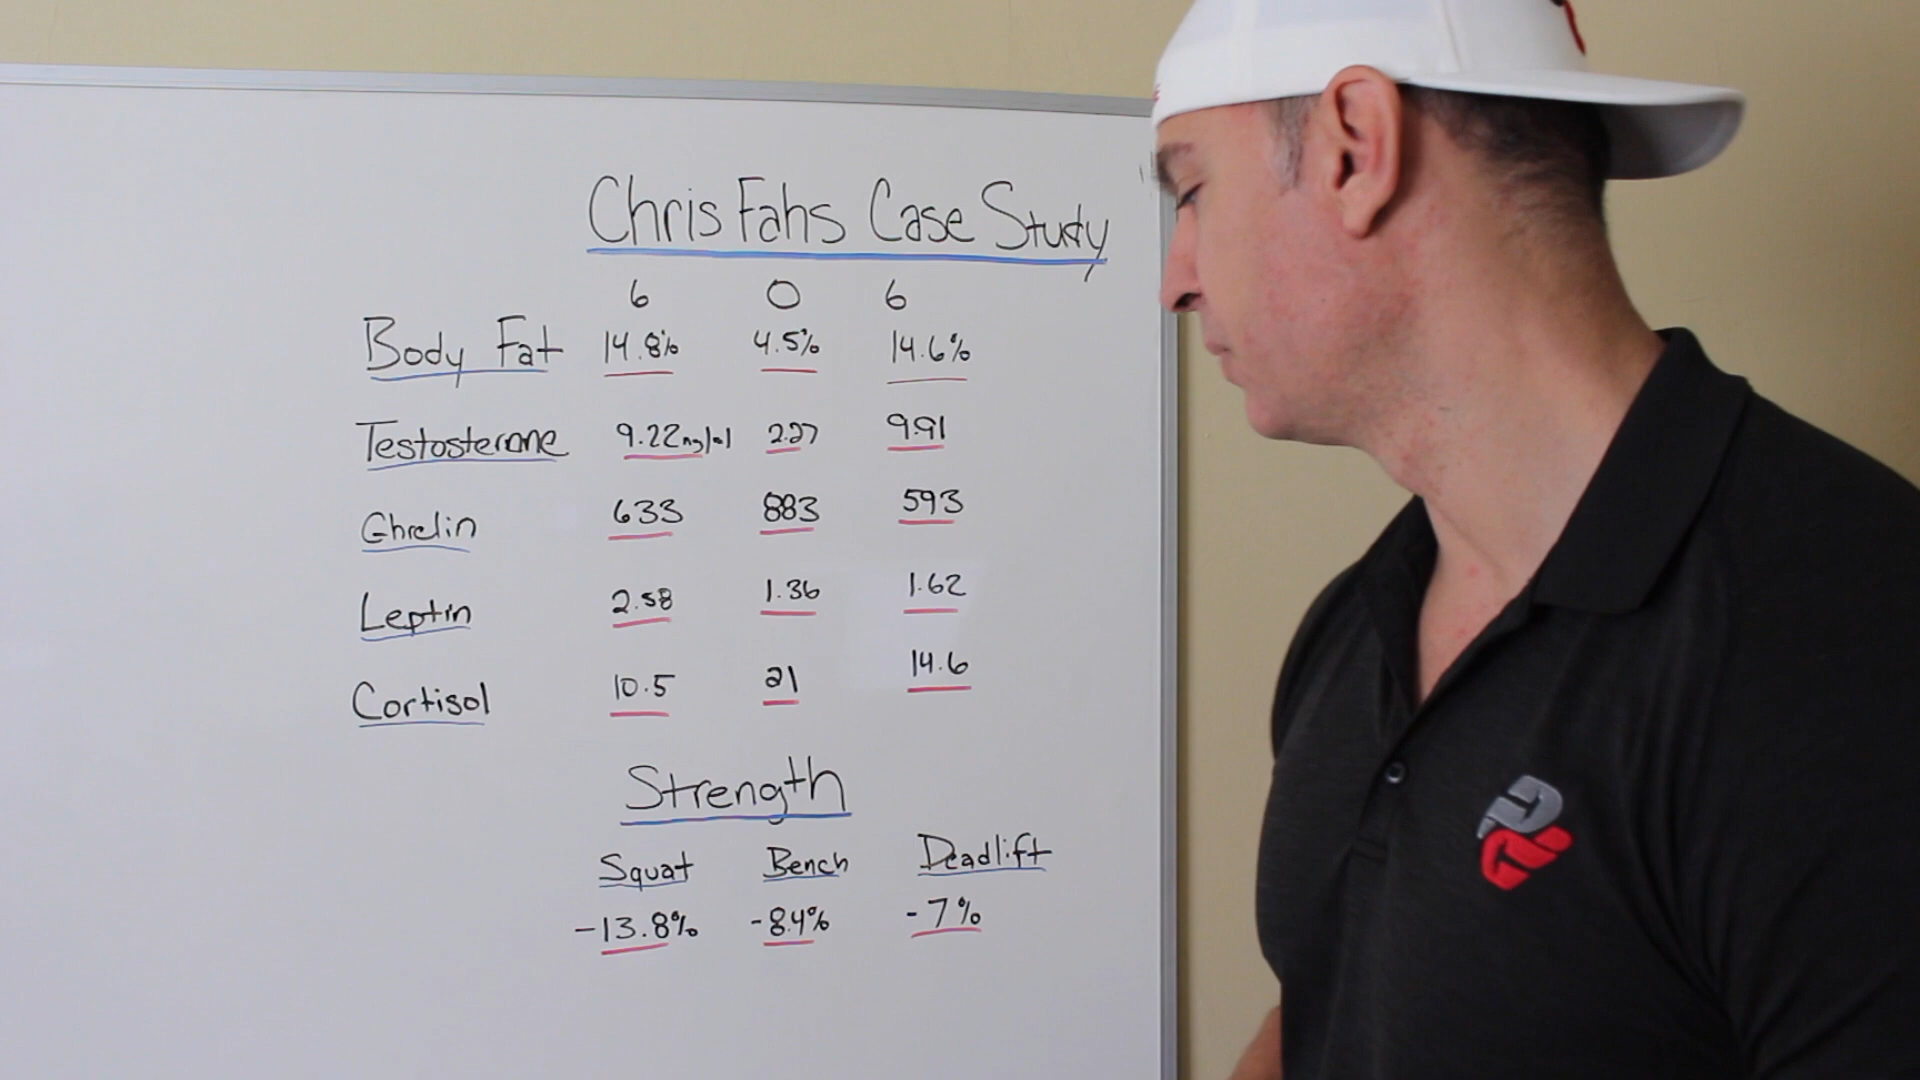 Chris Fahs Case Study
6 0 6
Body Fat 14.8% 4.5% 14.6%
Testosterone 9.22ng/ml 2.27 9.91
Ghrelin 633 883 593
Leptin 2.58 1.36 1.62
Cortisol 10.5 21 14.6
Strength
Squat Bench Deadlift
-13.8% -8.4% -7%